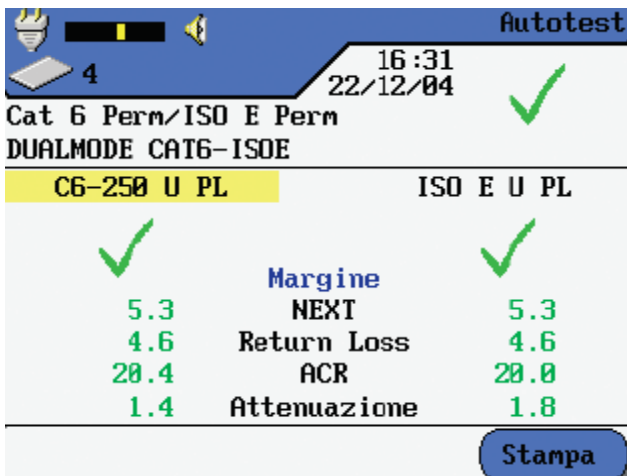 Autotest
4
16:31
22/12/04
Cat 6 Perm/ISO E Perm
DUALMODE CAT6-ISOE
C6-250 U PL ISO E U PL
Margine
5.3 NEXT 5.3
4.6 Return Loss 4.6
20.4 ACR 20.0
1.4 Attenuazione 1.8
Stampa